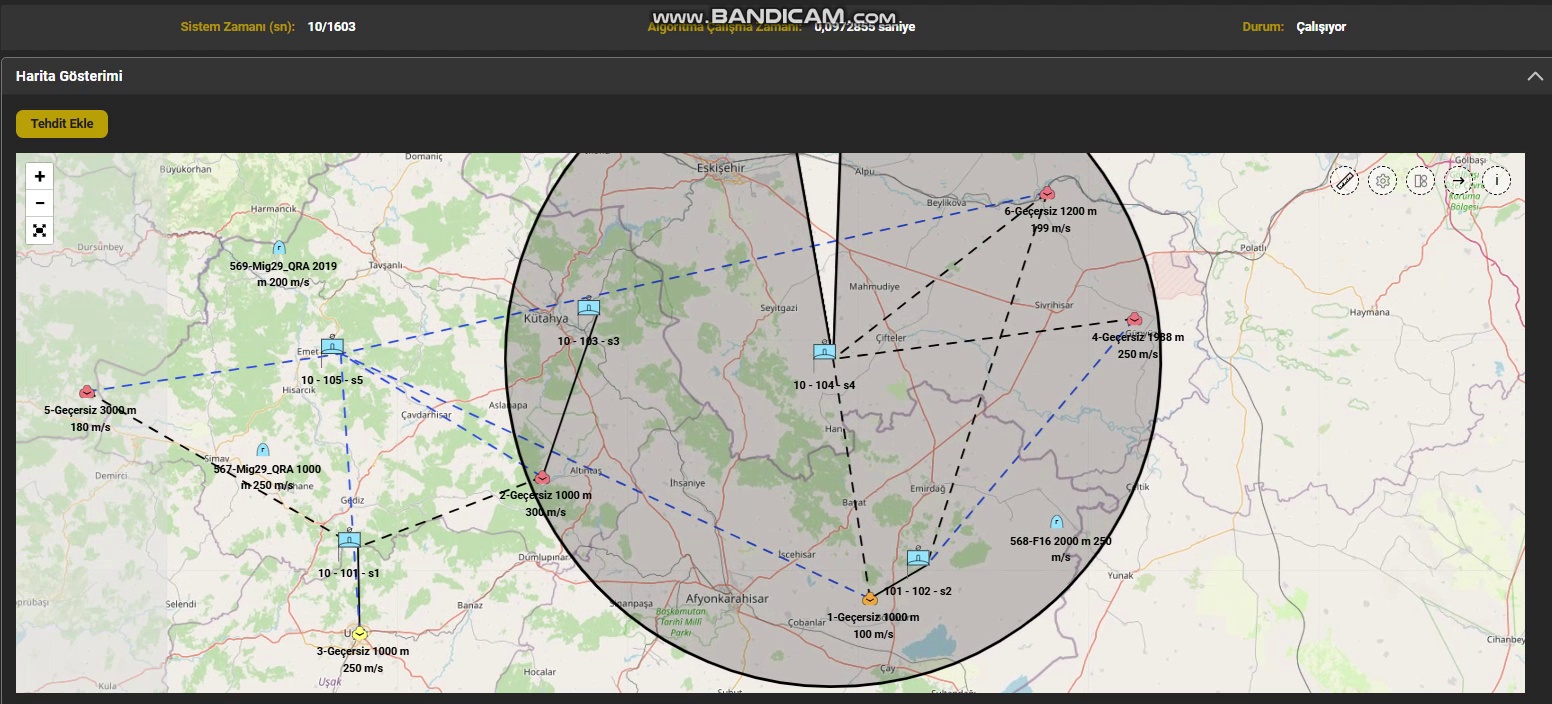 www.BANDICAM.com
Sistem Zamanı (sn): 10/1603
Algoritma Çalışma Zamanı: 0,0972855 saniye
Durum: Çalışıyor
Harita Gösterimi
Tehdit Ekle
Domaniç
Büyükorhan
Eskişehir
Alpu
Gölbaşı
Koruma
Bölgesi
Beylikova
Harmancık
6-Geçersiz 1200 m
199 m/s
Dursunbey
Polatlı
569-Mig29_QRA 2019
m 200 m/s
Tavşanlı
Mahmudiye
Seyitgazi
Sivrihisar
Haymana
Kütahya
10 - 103 - s3
Çifteler
4-Geçersiz 1938 m
250 m/s
Emet
10 - 105 - s5
10 - 104 - s4
Hisarcık
5-Geçersiz 3000 m
180 m/s
Aslanapa
Çavdarhisar
Han
Simav
567-Mig29_QRA 1000
m 250 m/s
Demirci
Altıntaş
İhsaniye
Emirdağ
Çeltik
2-Geçersiz 1000 m
300 m/s
Gediz
Bayat
568-F16 2000 m 250
m/s
Dumlupınar
İscehisar
10 - 101 - s1
Yunak
101 - 102 - s2
Selendi
Banaz
Sinanpaşa
Afyonkarahisar
Başkomutan
Tarihî Millî
Parkı
Çobanlar
1-Geçersiz 1000 m
100 m/s
Cihanbey
3-Geçersiz 1000 m
250 m/s
Uşak
Hocalar
Çay
Kula
Şuhut
Sultandağı